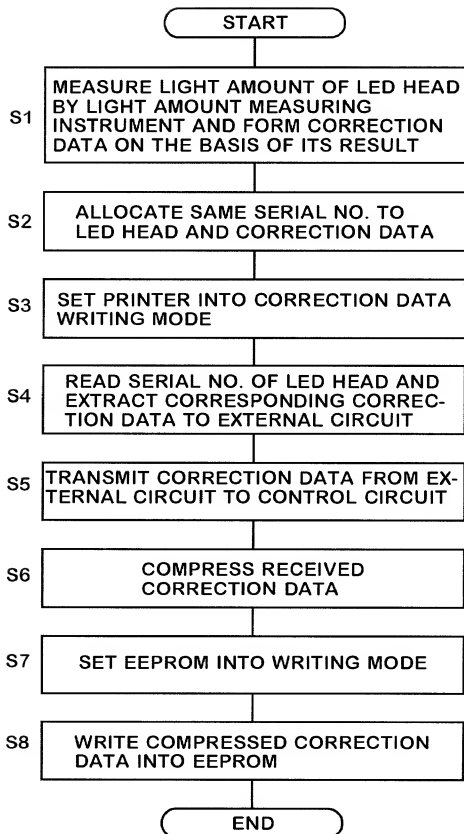 START
S1
MEASURE LIGHT AMOUNT OF LED HEAD
BY LIGHT AMOUNT MEASURING
INSTRUMENT AND FORM CORRECTION
DATA ON THE BASIS OF ITS RESULT
S2
ALLOCATE SAME SERIAL NO. TO
LED HEAD AND CORRECTION DATA
S3
SET PRINTER INTO CORRECTION DATA
WRITING MODE
S4
READ SERIAL NO. OF LED HEAD AND
EXTRACT CORRESPONDING CORREC-
TION DATA TO EXTERNAL CIRCUIT
S5
TRANSMIT CORRECTION DATA FROM EX-
TERNAL CIRCUIT TO CONTROL CIRCUIT
S6
COMPRESS RECEIVED
CORRECTION DATA
S7
SET EEPROM INTO WRITING MODE
S8
WRITE COMPRESSED CORRECTION
DATA INTO EEPROM
END